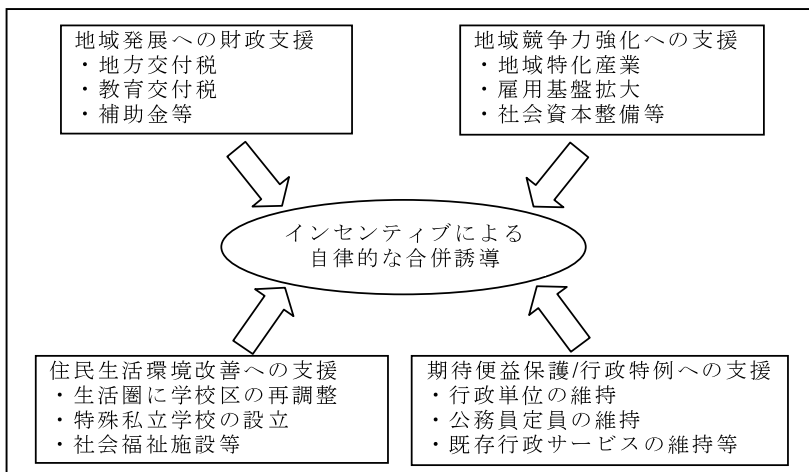 地域発展への財政支援
・地方交付税
・教育交付税
・補助金等
地域競争力強化への支援
・地域特化産業
・雇用基盤拡大
・社会資本整備等
インセンティブによる
自律的な合併誘導
住民生活環境改善への支援
・生活圏に学校区の再調整
・特殊私立学校の設立
・社会福祉施設等
期待便益保護/行政特例への支援
・行政単位の維持
・公務員定員の維持
・既存行政サービスの維持等